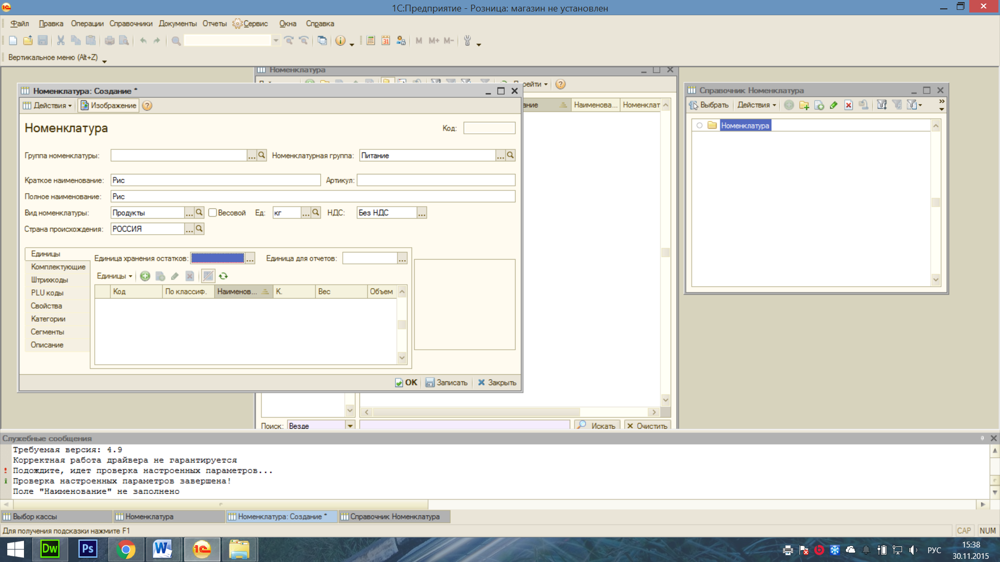 1С:Предприятие - Розница: магазин не установлен
Файл Правка Операции Справочники Документы Отчеты Сервис Окна Справка
31 M M+ M-
Вертикальное меню (Alt+Z)
Номенклатура
Номенклатура: Создание *
Справочник Номенклатура
Действия Изображение
Выбрать Действия
Наименова... Номенклат
Номенклатура
Код:
Номенклатура
Группа номенклатуры: ... Номенклатурная группа: Питание ...
Краткое наименование: Рис Артикул:
Полное наименование: Рис
Вид номенклатуры: Продукты ... Весовой Ед: кг ... НДС: Без НДС ...
Страна происхождения: РОССИЯ ...
Единицы
Комплектующие
Штрихкоды
PLU коды
Свойства
Категории
Сегменты
Описание
Единица хранения остатков: ... Единица для отчетов: ...
Единицы
Код По классиф. Наименов... К. Вес Объем
OK Записать Закрыть
Поиск: Везде Искать Очистить
Служебные сообщения
Требуемая версия: 4.9
Корректная работа драйвера не гарантируется
Подождите, идет проверка настроенных параметров...
Проверка настроенных параметров завершена!
Поле "Наименование" не заполнено
Выбор кассы Номенклатура Номенклатура: Создание * Справочник Номенклатура
Для получения подсказки нажмите F1 CAP NUM
Dw Ps W 1С РУС 15:38
30.11.2015